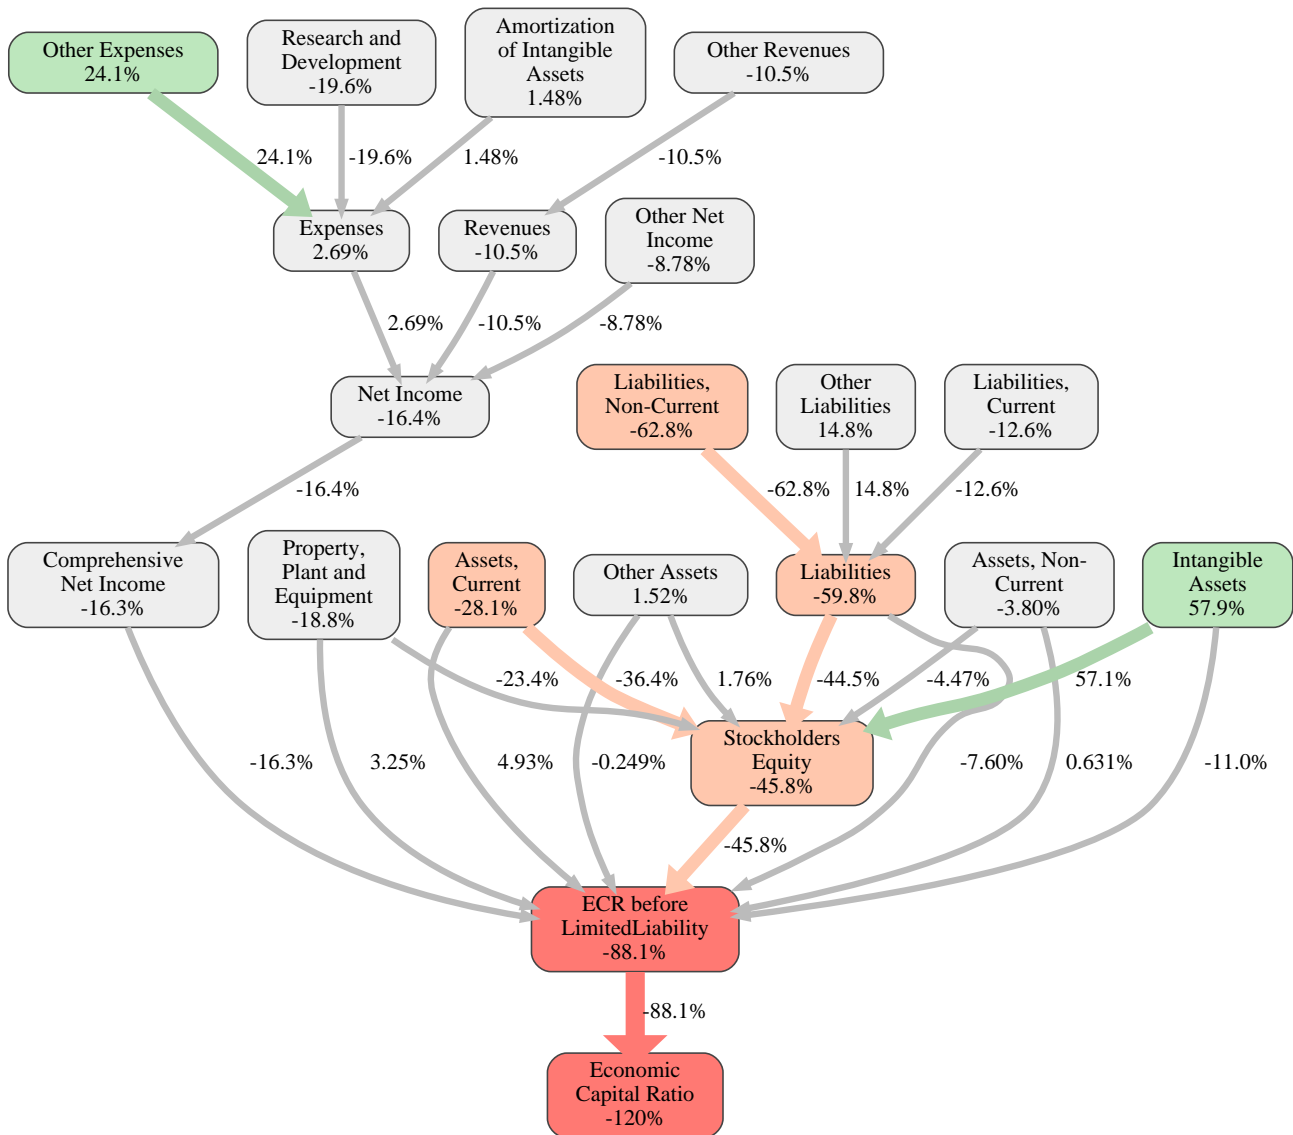 Other Expenses
24.1%
Research and
Development
-19.6%
Amortization
of Intangible
Assets
1.48%
Other Revenues
-10.5%
24.1%
-19.6%
1.48%
-10.5%
Expenses
2.69%
Revenues
-10.5%
Other Net
Income
-8.78%
2.69%
-10.5%
-8.78%
Net Income
-16.4%
Liabilities,
Non-Current
-62.8%
Other
Liabilities
14.8%
Liabilities,
Current
-12.6%
-16.4%
-62.8%
14.8%
-12.6%
Comprehensive
Net Income
-16.3%
Property,
Plant and
Equipment
-18.8%
Assets,
Current
-28.1%
Other Assets
1.52%
Liabilities
-59.8%
Assets, Non-
Current
-3.80%
Intangible
Assets
57.9%
-23.4%
-36.4%
1.76%
-44.5%
-4.47%
57.1%
Stockholders
Equity
-45.8%
-16.3%
3.25%
4.93%
-0.249%
-7.60%
0.631%
-11.0%
-45.8%
ECR before
LimitedLiability
-88.1%
-88.1%
Economic
Capital Ratio
-120%